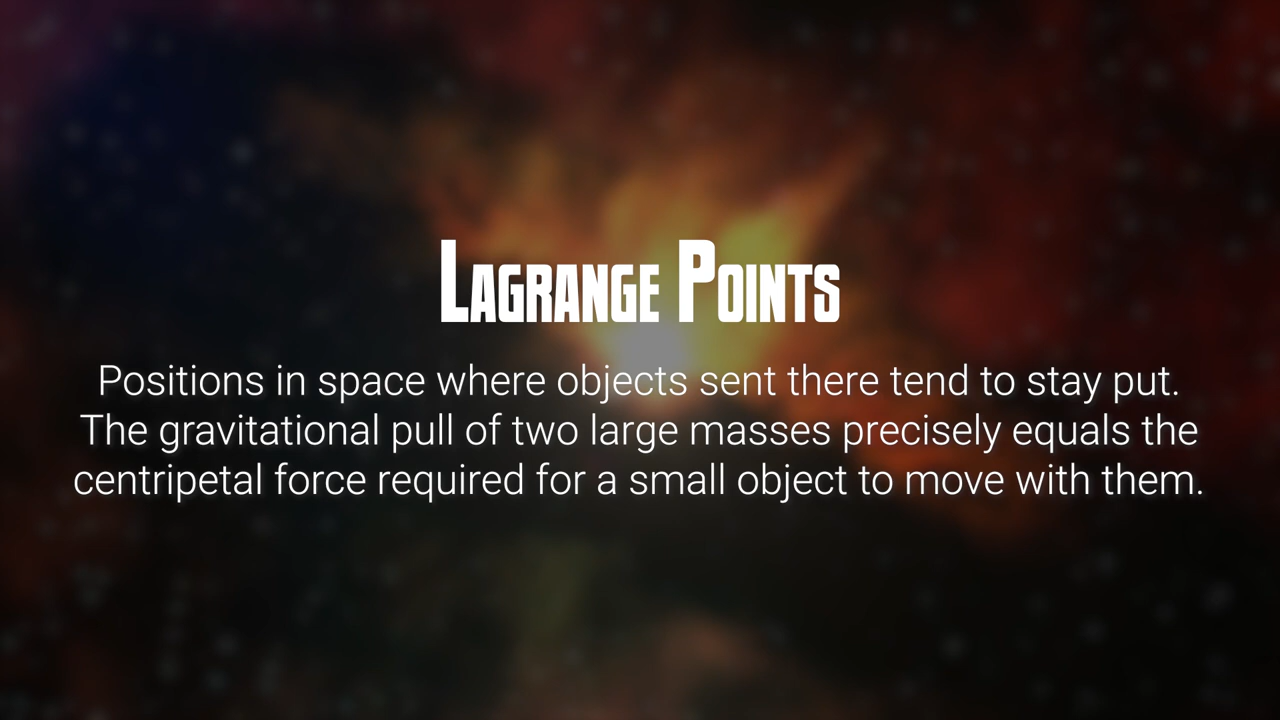 Lagrange Points
Positions in space where objects sent there tend to stay put.
The gravitational pull of two large masses precisely equals the
centripetal force required for a small object to move with them.